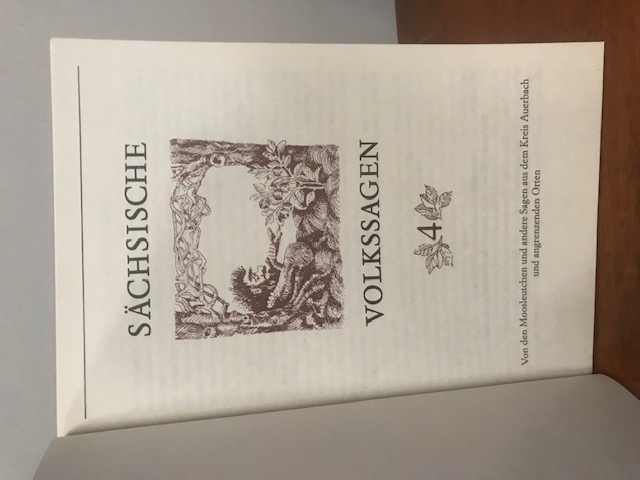 SÄCHSISCHE
VOLKSSAGEN
4
Von den Moosleutchen und andere Sagen aus dem Kreis Auerbach
und angrenzenden Orten